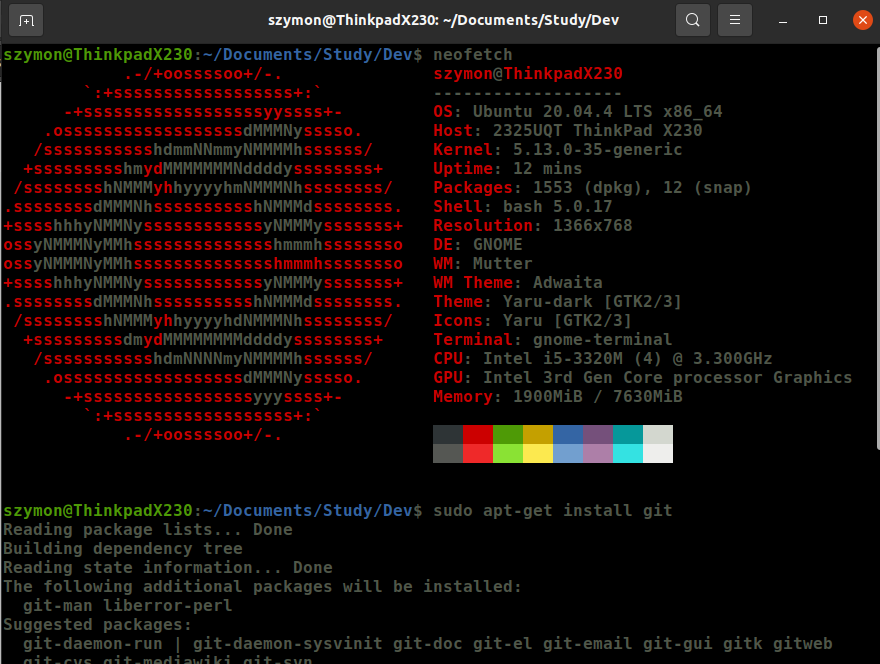 szymon@ThinkpadX230: ~/Documents/Study/Dev
szymon@ThinkpadX230:~/Documents/Study/Dev$ neofetch
.-/+oossssoo+/-. szymon@ThinkpadX230
`:+ssssssssssssssssss+:` -------------------
-+ssssssssssssssssssyyssss+- OS: Ubuntu 20.04.4 LTS x86_64
.ossssssssssssssssssdMMMNysssso. Host: 2325UQT ThinkPad X230
/ssssssssssshdmmNNmmyNMMMMhssssss/ Kernel: 5.13.0-35-generic
+ssssssssshmydMMMMMMMNddddyssssssss+ Uptime: 12 mins
/sssssssshNMMMyhhyyyyhmNMMMNhssssssss/ Packages: 1553 (dpkg), 12 (snap)
.ssssssssdMMMNhsssssssssshNMMMdssssssss. Shell: bash 5.0.17
+sssshhhyNMMNyssssssssssssyNMMMysssssss+ Resolution: 1366x768
ossyNMMMNyMMhsssssssssssssshmmmhssssssso DE: GNOME
ossyNMMMNyMMhsssssssssssssshmmmhssssssso WM: Mutter
+sssshhhyNMMNyssssssssssssyNMMMysssssss+ WM Theme: Adwaita
.ssssssssdMMMNhsssssssssshNMMMdssssssss. Theme: Yaru-dark [GTK2/3]
/sssssssshNMMMyhhyyyyhdNMMMNhssssssss/ Icons: Yaru [GTK2/3]
+sssssssssdmydMMMMMMMMddddyssssssss+ Terminal: gnome-terminal
/ssssssssssshdmNNNNmyNMMMMhssssss/ CPU: Intel i5-3320M (4) @ 3.300GHz
.ossssssssssssssssssdMMMNysssso. GPU: Intel 3rd Gen Core processor Graphics
-+sssssssssssssssssyyyssss+- Memory: 1900MiB / 7630MiB
`:+ssssssssssssssssss+:`
.-/+oossssoo+/-.
szymon@ThinkpadX230:~/Documents/Study/Dev$ sudo apt-get install git
Reading package lists... Done
Building dependency tree
Reading state information... Done
The following additional packages will be installed:
git-man liberror-perl
Suggested packages:
git-daemon-run | git-daemon-sysvinit git-doc git-el git-email git-gui gitk gitweb
git-cvs git-mediawiki git-svn